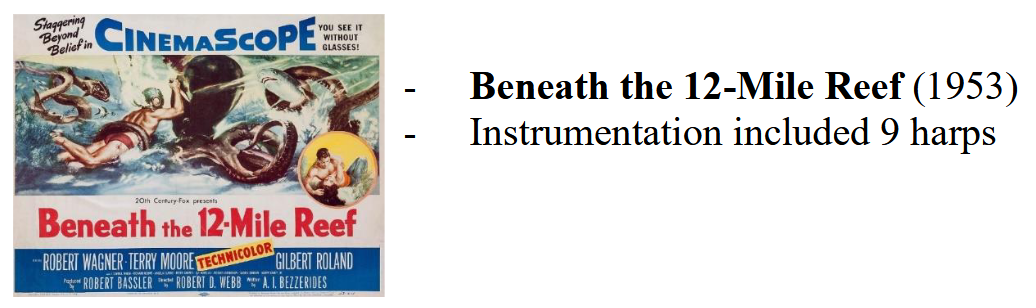 Staggering
Beyond
Belief in
CINEMASCOPE
YOU SEE IT
WITHOUT
GLASSES!
20th Century-Fox presents
Beneath the 12-Mile Reef
ROBERT WAGNER · TERRY MOORE
TECHNICOLOR
GILBERT ROLAND
Produced by ROBERT BASSLER Directed by ROBERT D. WEBB Written by A. I. BEZZERIDES
- Beneath the 12-Mile Reef (1953)
- Instrumentation included 9 harps